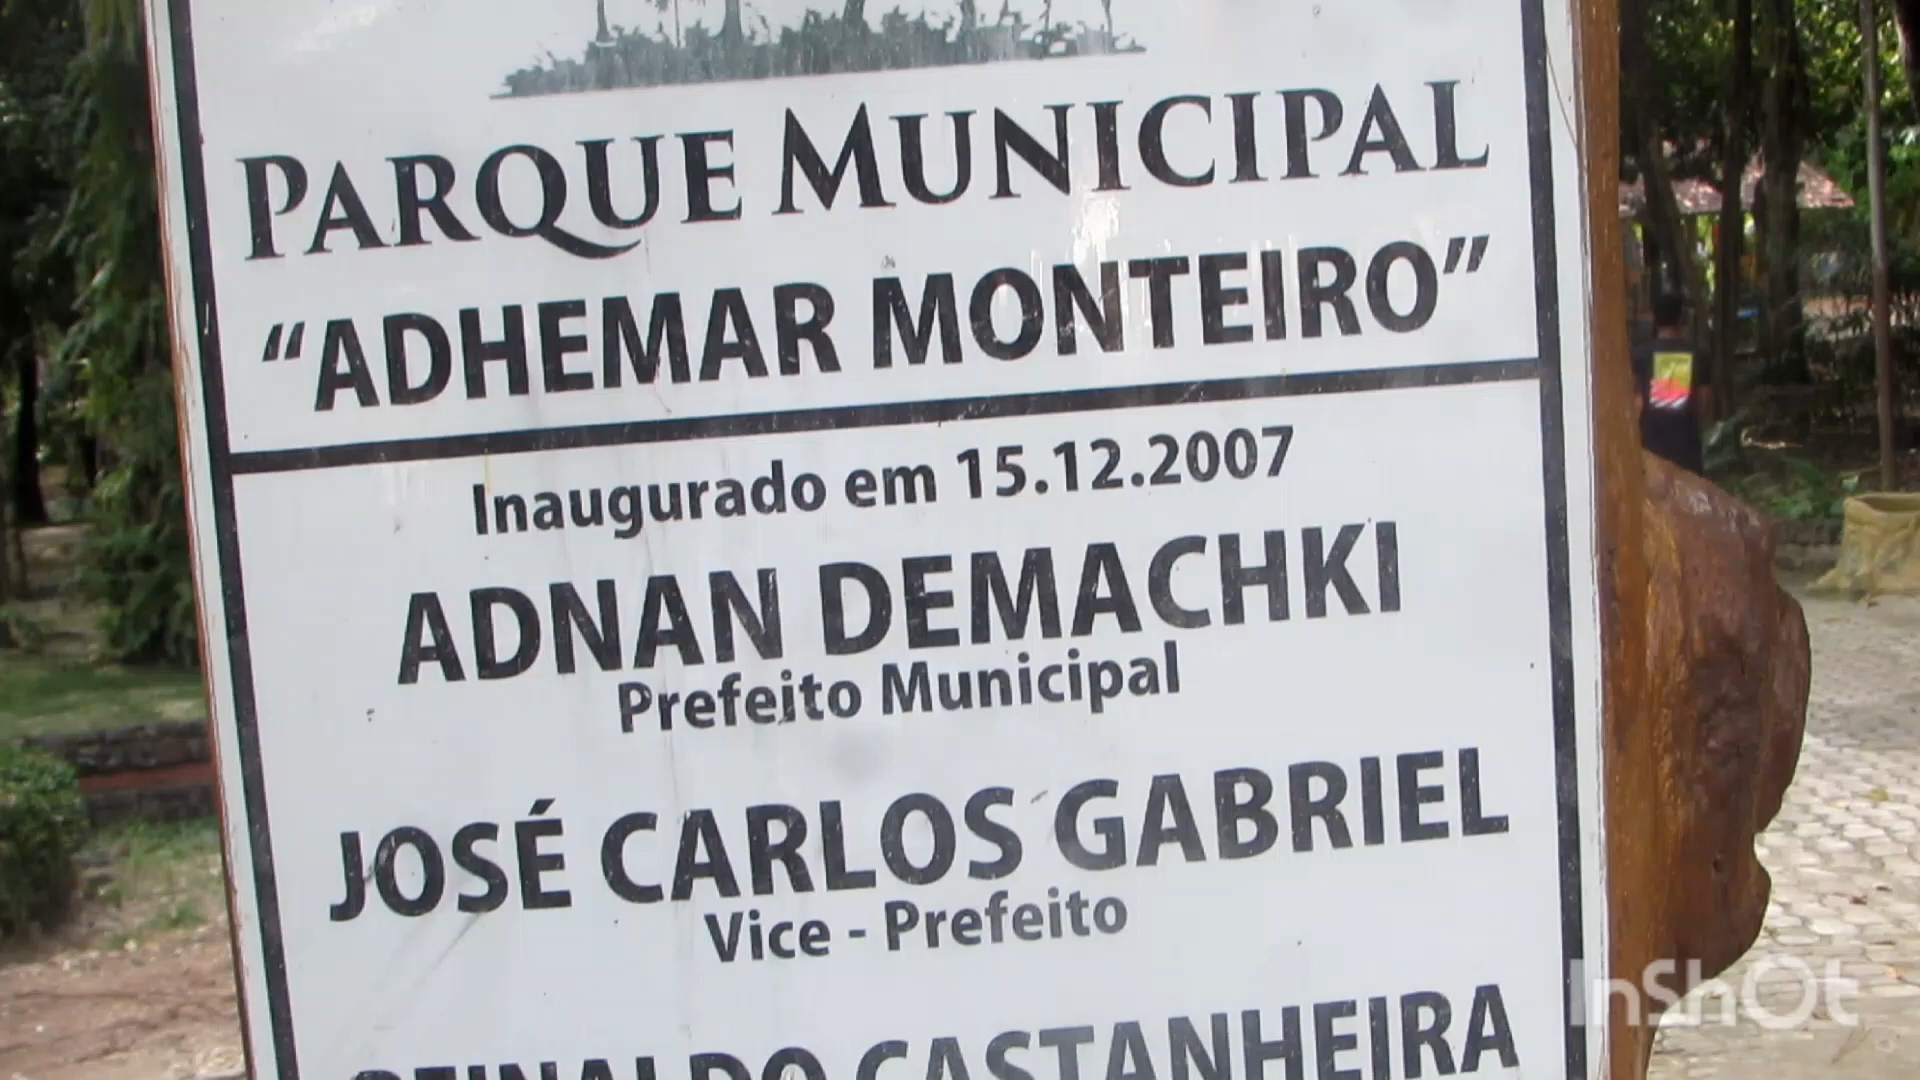 PARQUE MUNICIPAL
“ADHEMAR MONTEIRO”
Inaugurado em 15.12.2007
ADNAN DEMACHKI
Prefeito Municipal
JOSÉ CARLOS GABRIEL
Vice - Prefeito
REINALDO CASTANHEIRA
InShOt